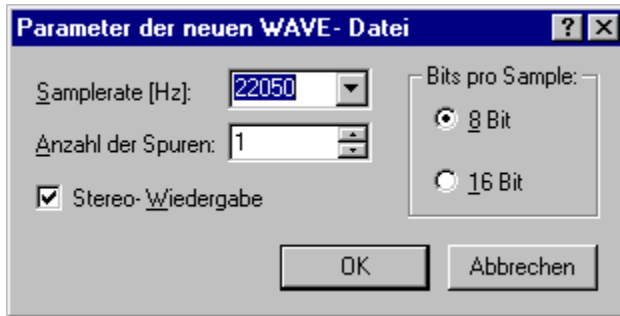 Parameter der neuen WAVE- Datei
Samplerate [Hz]: 22050
Anzahl der Spuren: 1
Stereo- Wiedergabe
Bits pro Sample:
8 Bit
16 Bit
OK Abbrechen